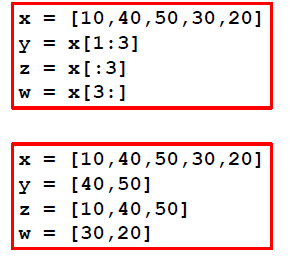 x = [10,40,50,30,20]
y = x[1:3]
z = x[:3]
w = x[3:]
x = [10,40,50,30,20]
y = [40,50]
z = [10,40,50]
w = [30,20]